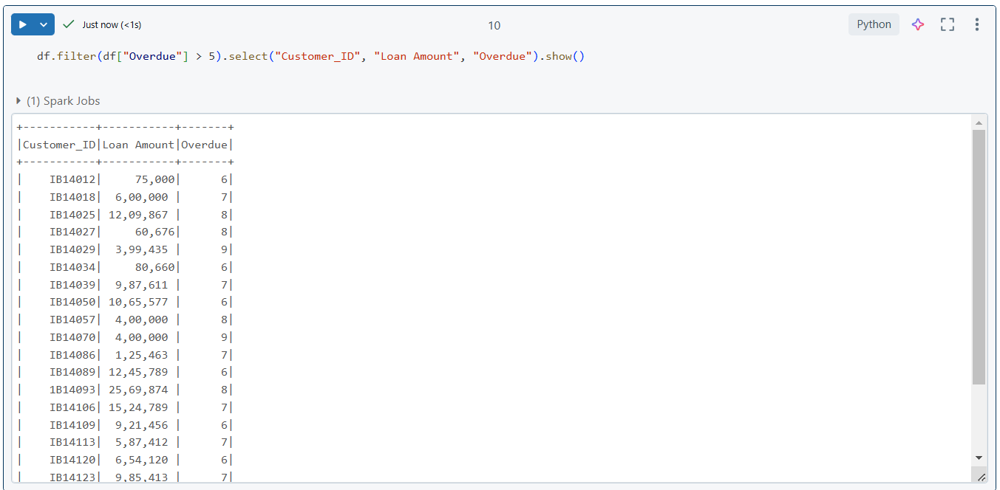 Just now (<1s)
10
Python
df.filter(df["Overdue"] > 5).select("Customer_ID", "Loan Amount", "Overdue").show()
(1) Spark Jobs
+-----------+-----------+-------+
|Customer_ID|Loan Amount|Overdue|
+-----------+-----------+-------+
|    IB14012|     75,000|      6|
|    IB14018|  6,00,000 |      7|
|    IB14025| 12,09,867 |      8|
|    IB14027|     60,676|      8|
|    IB14029|  3,99,435 |      9|
|    IB14034|     80,660|      6|
|    IB14039|  9,87,611 |      7|
|    IB14050| 10,65,577 |      6|
|    IB14057|  4,00,000 |      8|
|    IB14070|  4,00,000 |      9|
|    IB14086|  1,25,463 |      7|
|    IB14089| 12,45,789 |      6|
|    1B14093| 25,69,874 |      8|
|    IB14106| 15,24,789 |      7|
|    IB14109|  9,21,456 |      6|
|    IB14113|  5,87,412 |      7|
|    IB14120|  6,54,120 |      6|
|    IB14123|  9,85,413 |      7|